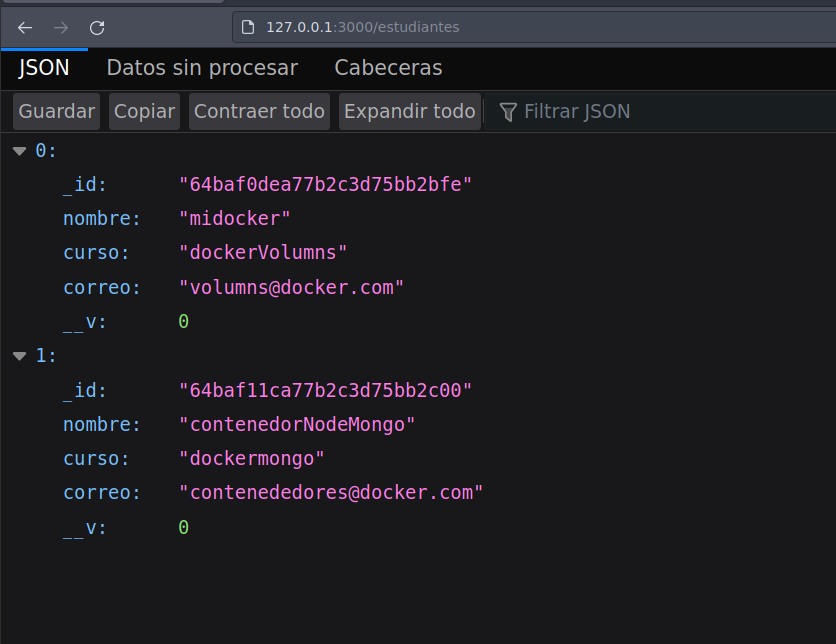 127.0.0.1:3000/estudiantes
JSON Datos sin procesar Cabeceras
Guardar Copiar Contraer todo Expandir todo Filtrar JSON
0:
_id: "64baf0dea77b2c3d75bb2bfe"
nombre: "midocker"
curso: "dockerVolumns"
correo: "volumns@docker.com"
__v: 0
1:
_id: "64baf11ca77b2c3d75bb2c00"
nombre: "contenedorNodeMongo"
curso: "dockermongo"
correo: "contenededores@docker.com"
__v: 0